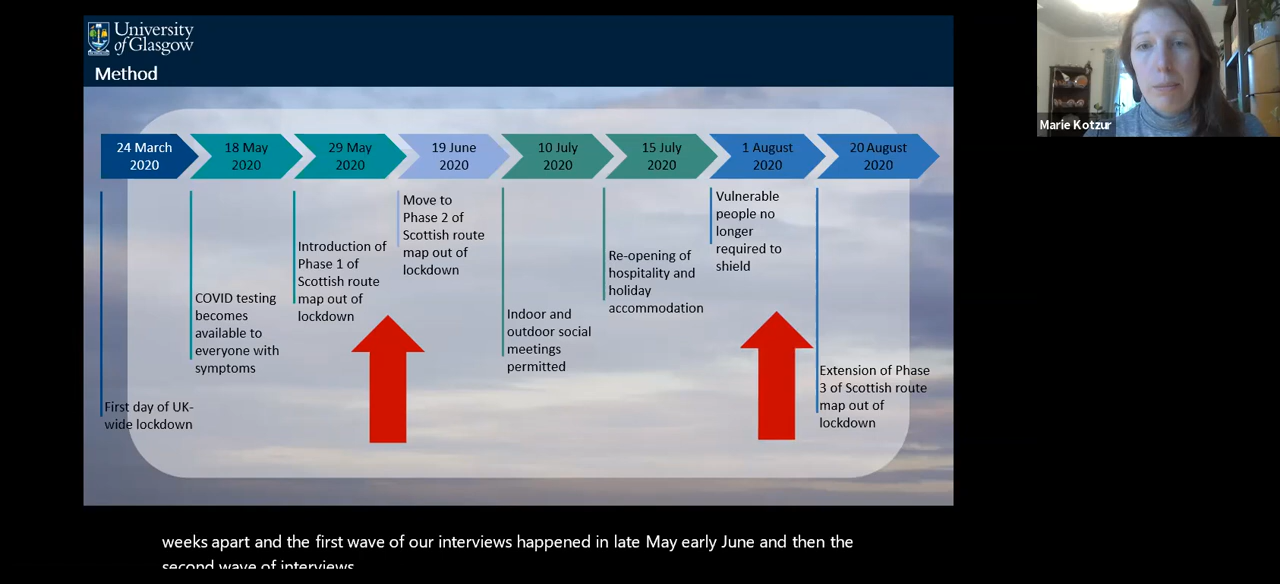 University
of Glasgow
Method
24 March
2020
18 May
2020
29 May
2020
19 June
2020
10 July
2020
15 July
2020
1 August
2020
20 August
2020
First day of UK-
wide lockdown
COVID testing
becomes
available to
everyone with
symptoms
Introduction of
Phase 1 of
Scottish route
map out of
lockdown
Move to
Phase 2 of
Scottish route
map out of
lockdown
Indoor and
outdoor social
meetings
permitted
Re-opening of
hospitality and
holiday
accommodation
Vulnerable
people no
longer
required to
shield
Extension of Phase
3 of Scottish route
map out of
lockdown
Marie Kotzur
weeks apart and the first wave of our interviews happened in late May early June and then the
second wave of interviews